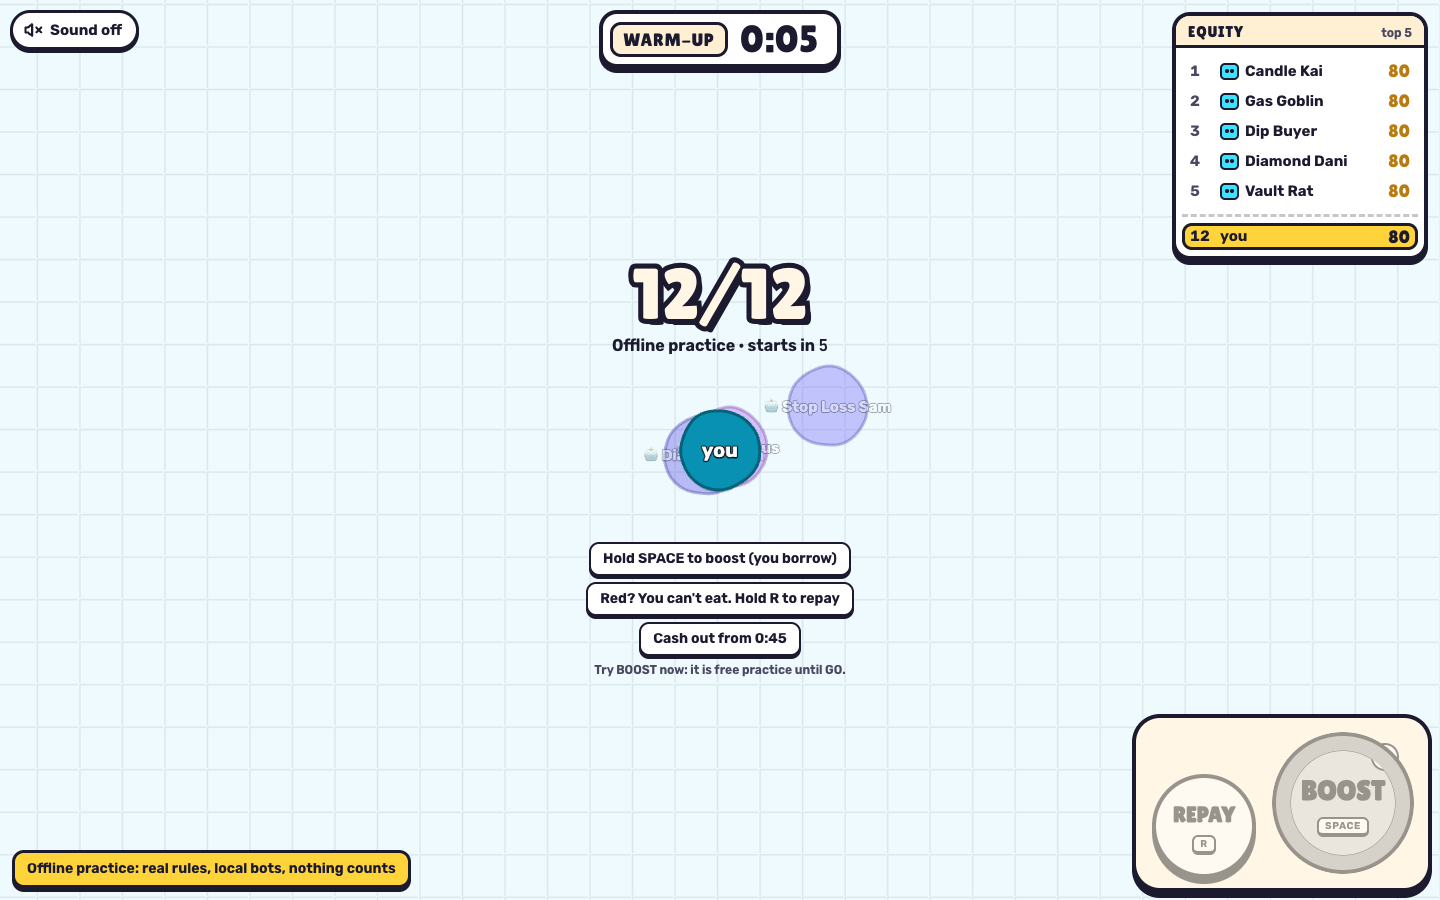 Sound off
WARM-UP 0:05
EQUITY top 5
1 Candle Kai 80
2 Gas Goblin 80
3 Dip Buyer 80
4 Diamond Dani 80
5 Vault Rat 80
12 you 80
12/12
Offline practice • starts in 5
Stop Loss Sam
you
Hold SPACE to boost (you borrow)
Red? You can't eat. Hold R to repay
Cash out from 0:45
Try BOOST now: it is free practice until GO.
BOOST
SPACE
REPAY
R
Offline practice: real rules, local bots, nothing counts